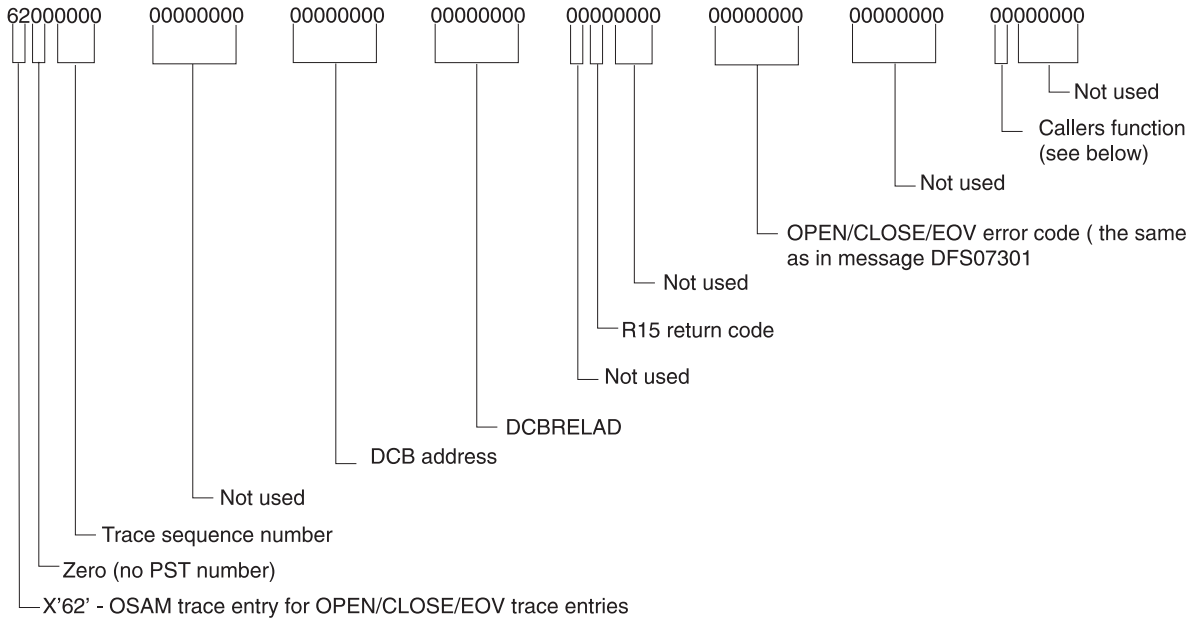 62000000 00000000 00000000 00000000 00000000 00000000 00000000 00000000
Not used
Callers function
(see below)
Not used
OPEN/CLOSE/EOV error code ( the same
as in message DFS07301
Not used
R15 return code
Not used
DCBRELAD
DCB address
Not used
Trace sequence number
Zero (no PST number)
X'62' - OSAM trace entry for OPEN/CLOSE/EOV trace entries